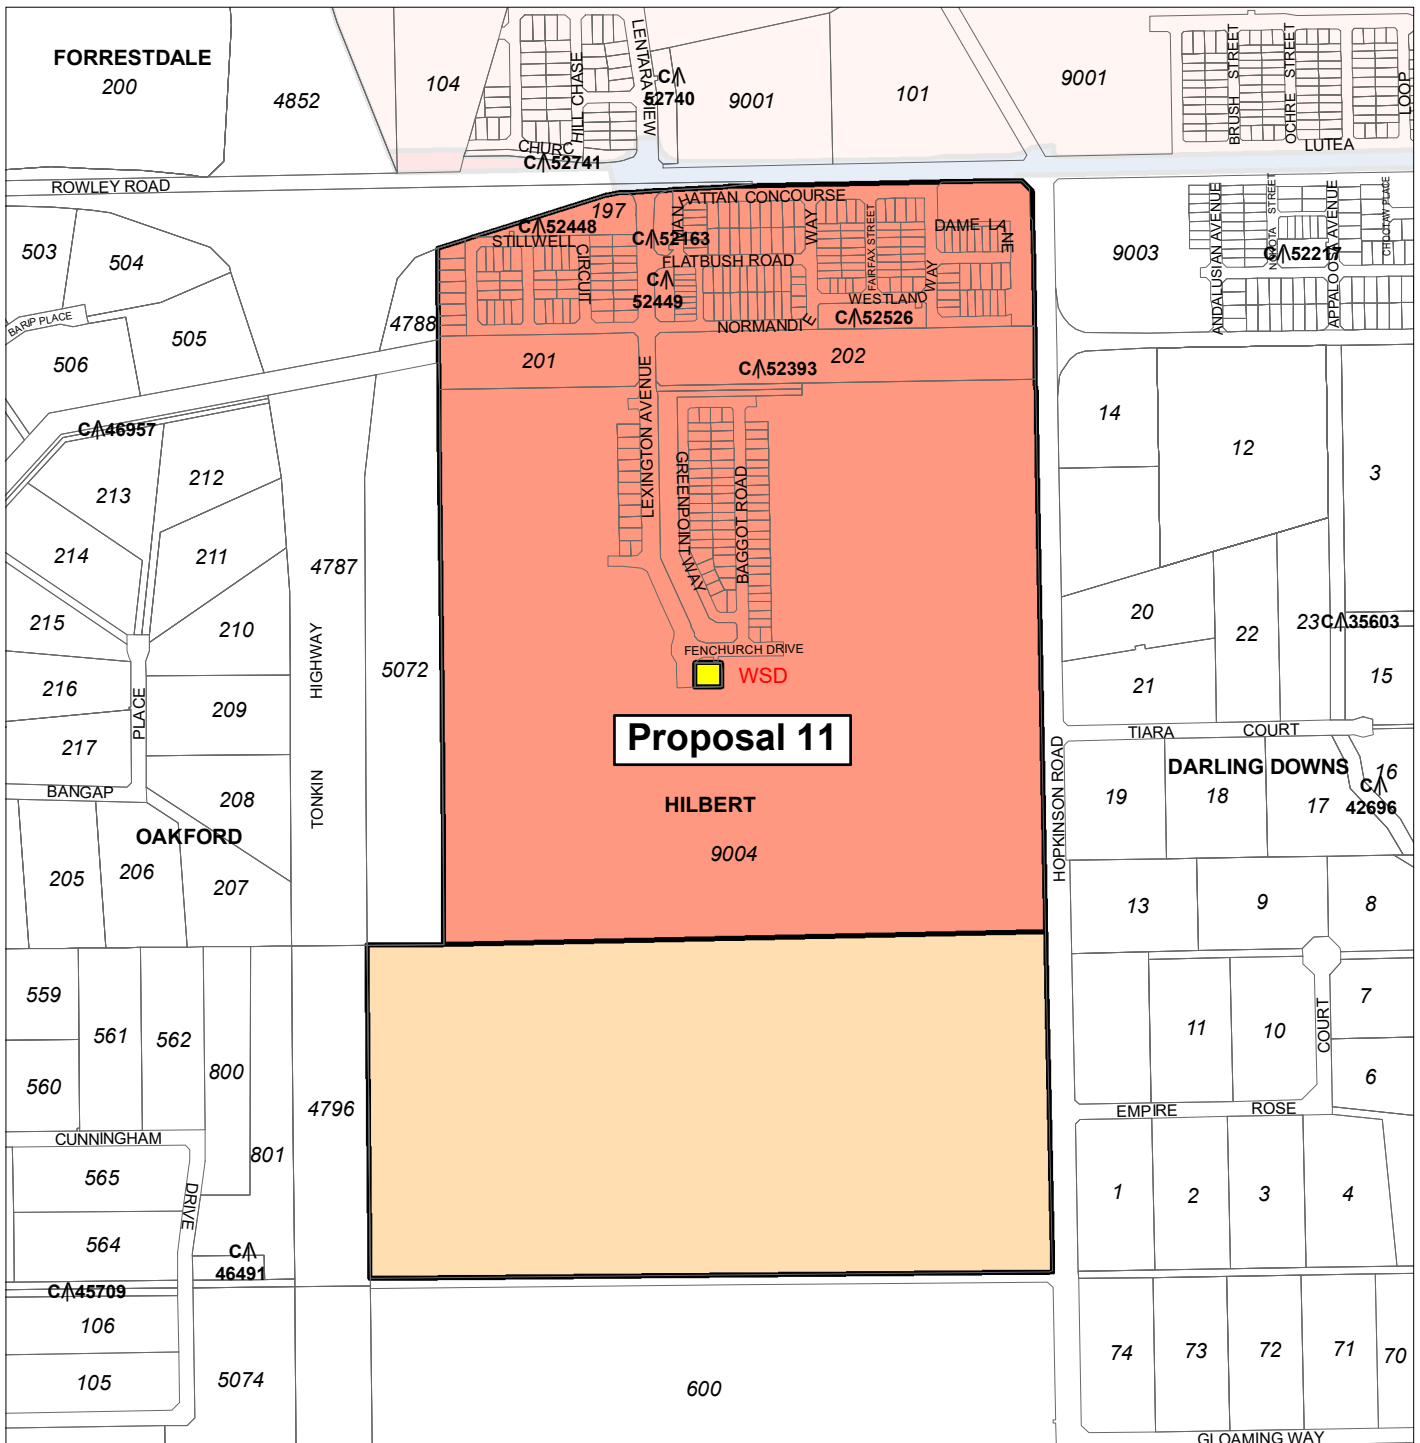 FORRESTDALE
200
4852
104
CHURC
HILL CHASE
LENTARA VIEW
C 52740
C 52741
9001
101
9001
BRUSH STREET
OCHRE STREET
LOOP
LUTEA
ROWLEY ROAD
503
504
BARIP PLACE
505
506
4788
197
C 52448
STILLWELL
CIRCUIT
C 52163
MAN
HATTAN CONCOURSE
FLATBUSH ROAD
C
52449
WAY
FAIRFAX STREET
DAME LA
NE
WAY
WESTLAND
C 52526
NORMANDI
E
201
C 52393
202
9003
ANDALUSIAN AVENUE
STREET
C 52217
APPALOOSA AVENUE
CHOCTAW PLACE
C 46957
212
213
214
211
215
210
216
209
217
PLACE
BANGAP
208
OAKFORD
205
206
207
4787
HIGHWAY
TONKIN
5072
LEXINGTON AVENUE
GREENPOINT WAY
BAGGOT ROAD
FENCHURCH DRIVE
WSD
Proposal 11
HILBERT
9004
HOPKINSON ROAD
14
12
3
20
22
23
C 35603
21
15
TIARA
COURT
DARLING DOWNS
19
18
17
16
C
42696
13
9
8
559
561
562
560
800
4796
11
10
COURT
7
6
CUNNINGHAM
801
EMPIRE
ROSE
565
DRIVE
564
C
46491
C 45709
1
2
3
4
106
105
5074
600
74
73
72
71
70
GLOAMING WAY